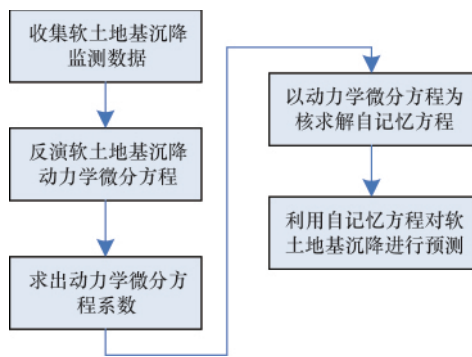 收集软土地基沉降
监测数据
反演软土地基沉降
动力学微分方程
求出动力学微分方
程系数
以动力学微分方程为
核求解自记忆方程
利用自记忆方程对软
土地基沉降进行预测